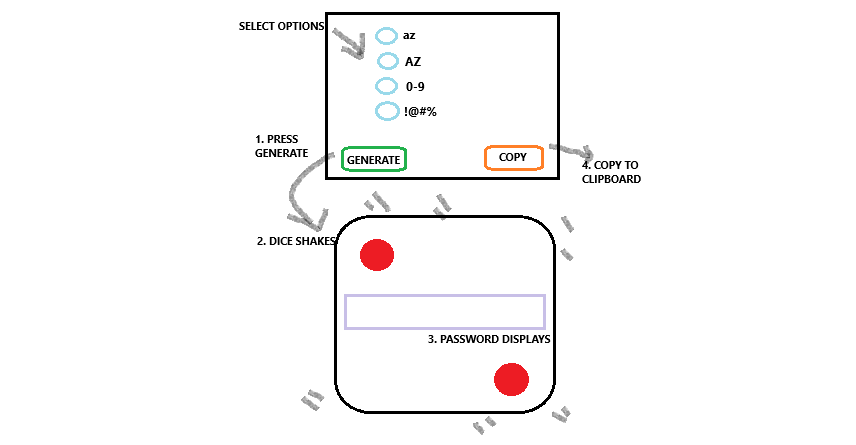 SELECT OPTIONS
az
AZ
0-9
!@#%
1. PRESS
GENERATE
GENERATE
COPY
4. COPY TO
CLIPBOARD
2. DICE SHAKES
3. PASSWORD DISPLAYS